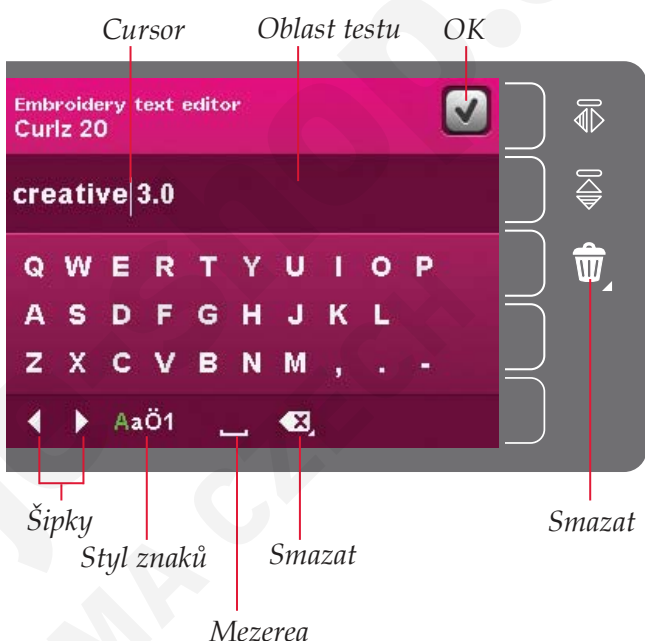 Cursor Oblast testu OK
Embroidery text editor
Curlz 20
creative 3.0
Q W E R T Y U I O P
A S D F G H J K L
Z X C V B N M , . -
AaÖ1
Šipky
Styl znaků
Smazat
Smazat
Mezerea